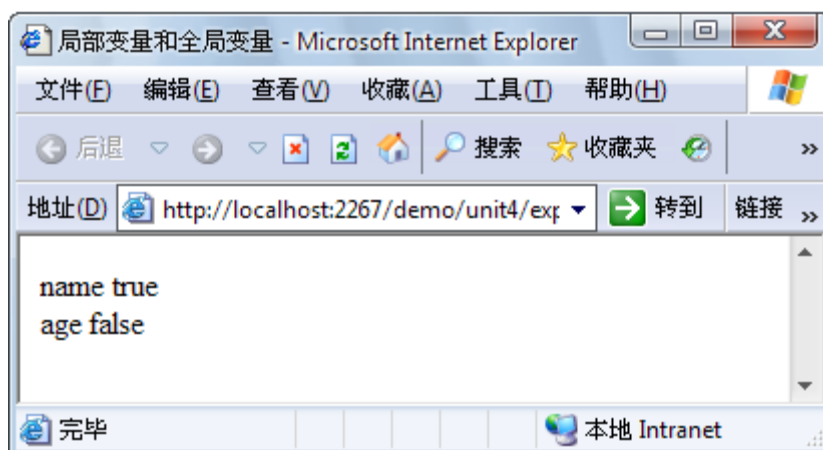 局部变量和全局变量 - Microsoft Internet Explorer
文件(F) 编辑(E) 查看(V) 收藏(A) 工具(T) 帮助(H)
后退 搜索 收藏夹 »
地址(D) http://localhost:2267/demo/unit4/exp 转到 链接 »
name true
age false
完毕 本地 Intranet